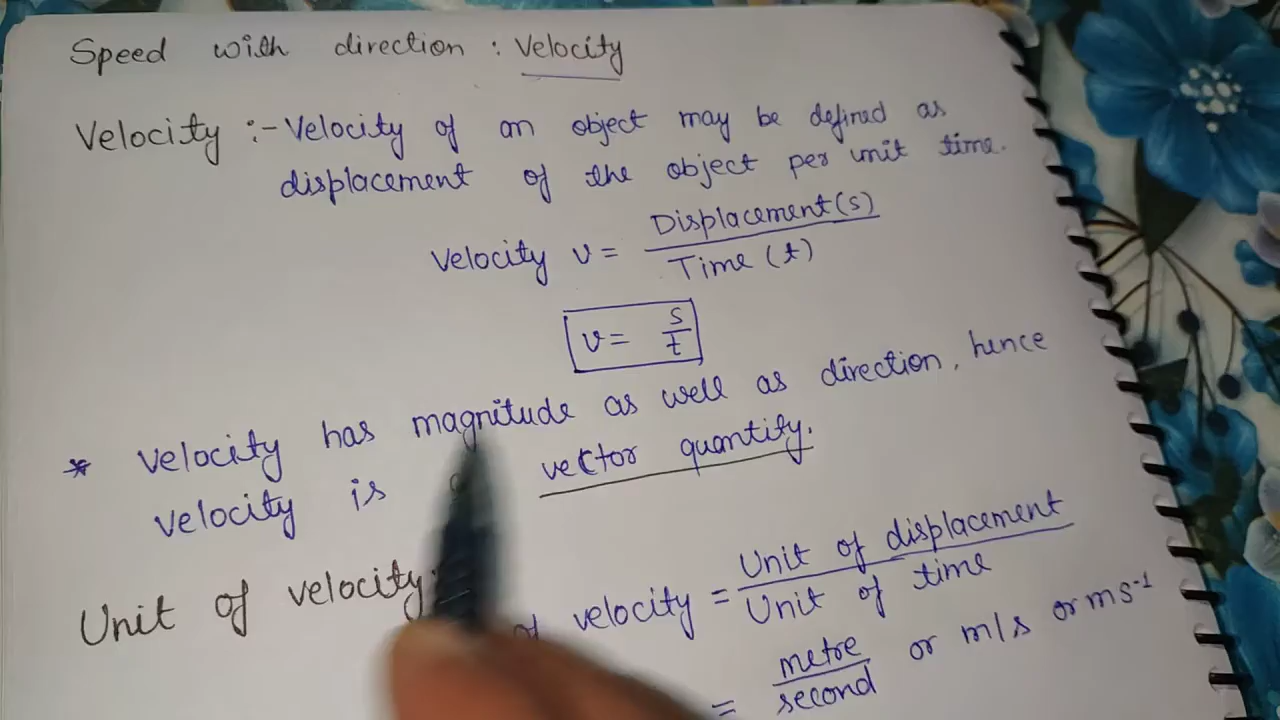 Speed with direction : Velocity
Velocity :- Velocity of an object may be defined as
displacement of the object per unit time.
Velocity v = Displacement (s) / Time (t)
v = s / t
* Velocity has magnitude as well as direction, hence
velocity is a vector quantity.
Unit of velocity:
of velocity = Unit of displacement / Unit of time
= metre / second or m/s or ms⁻¹